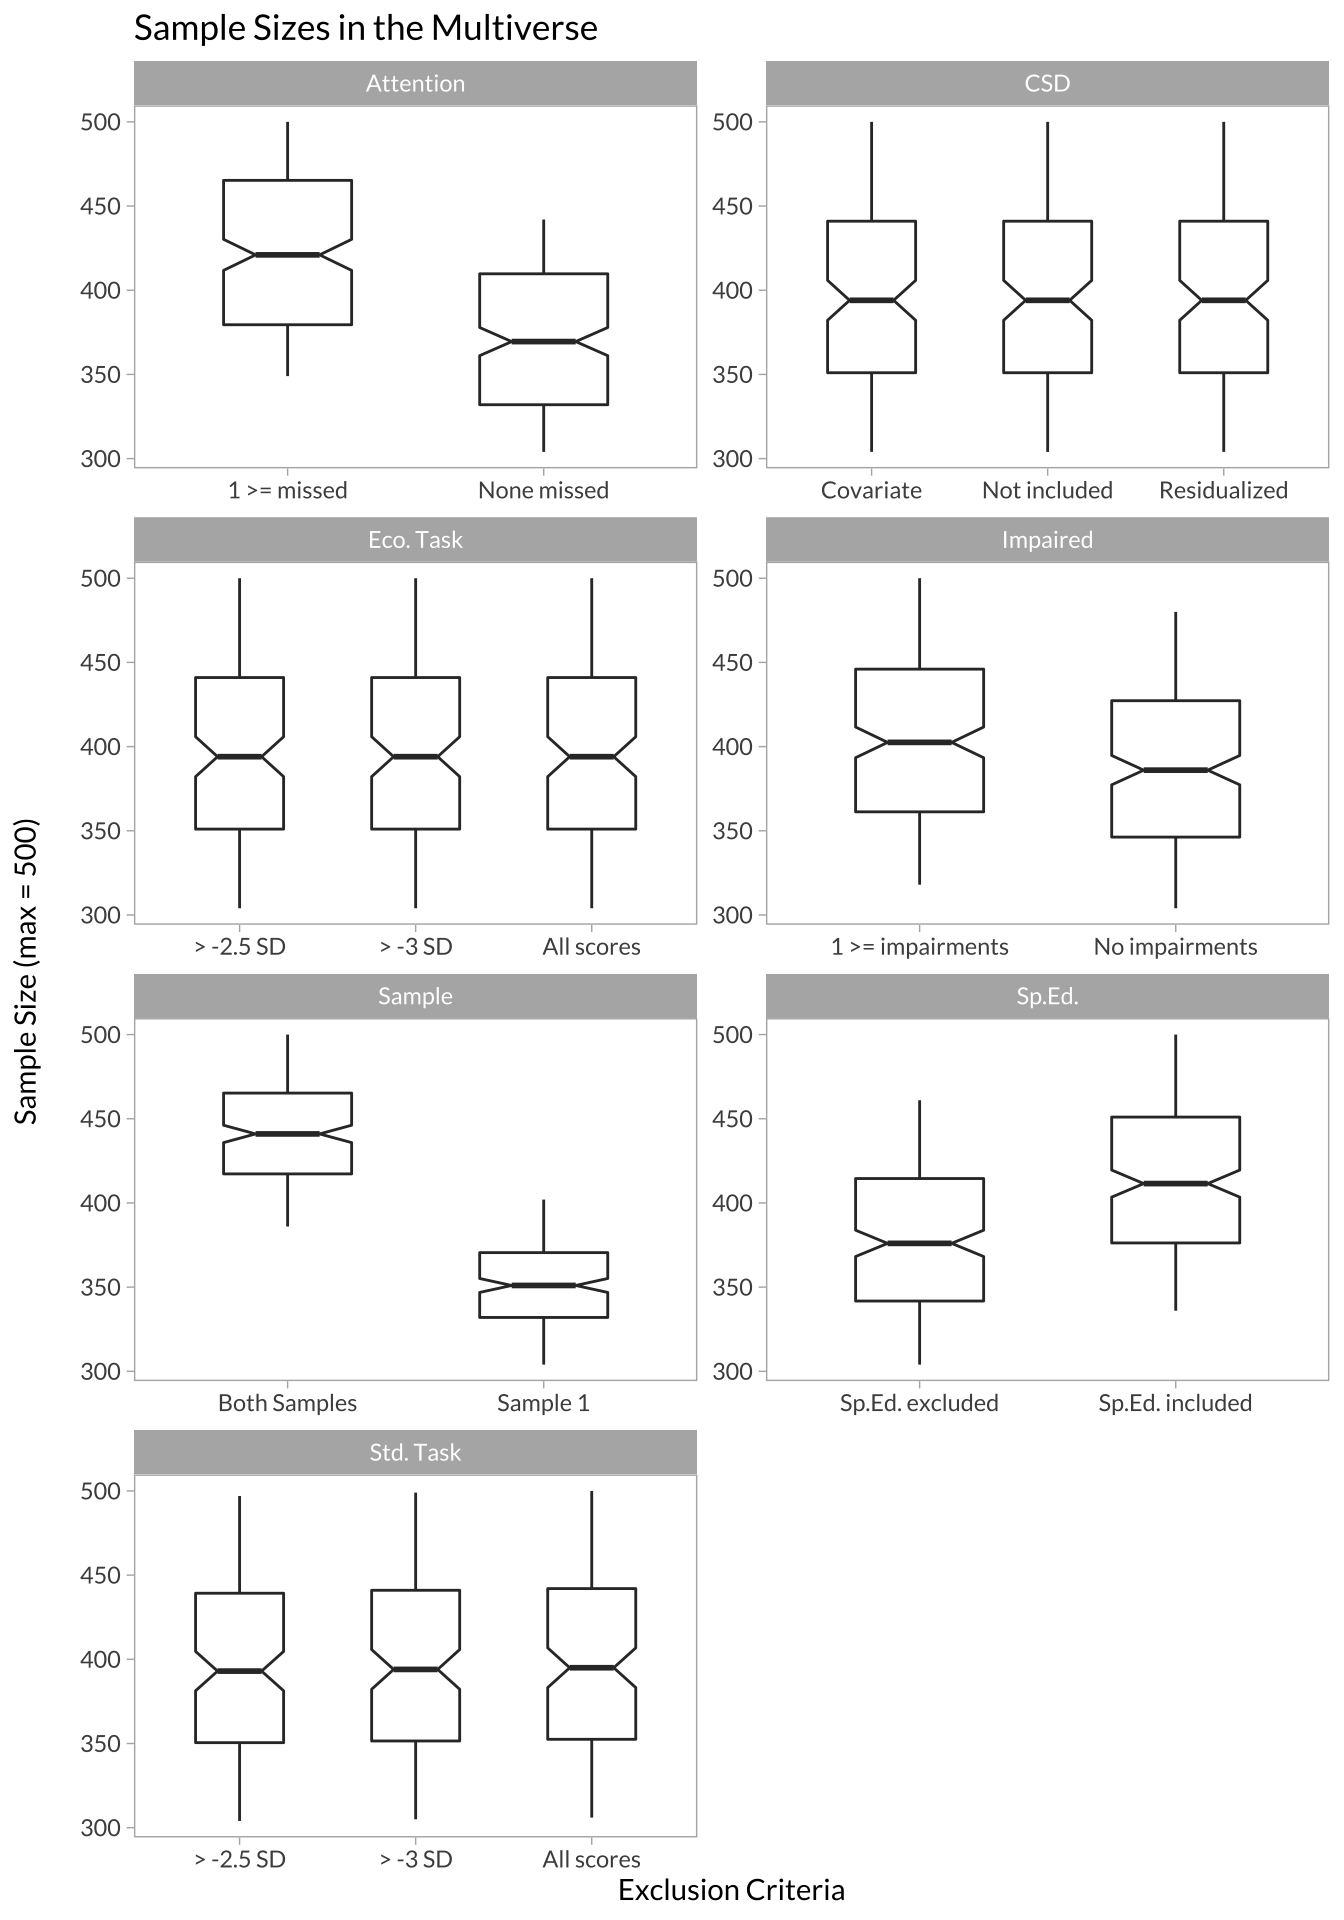 Sample Sizes in the Multiverse
Attention
500
450
400
350
300
1 >= missed None missed
CSD
500
450
400
350
300
Covariate Not included Residualized
Eco. Task
500
450
400
350
300
> -2.5 SD > -3 SD All scores
Impaired
500
450
400
350
300
1 >= impairments No impairments
Sample
500
450
400
350
300
Both Samples Sample 1
Sp.Ed.
500
450
400
350
300
Sp.Ed. excluded Sp.Ed. included
Std. Task
500
450
400
350
300
> -2.5 SD > -3 SD All scores
Sample Size (max = 500)
Exclusion Criteria